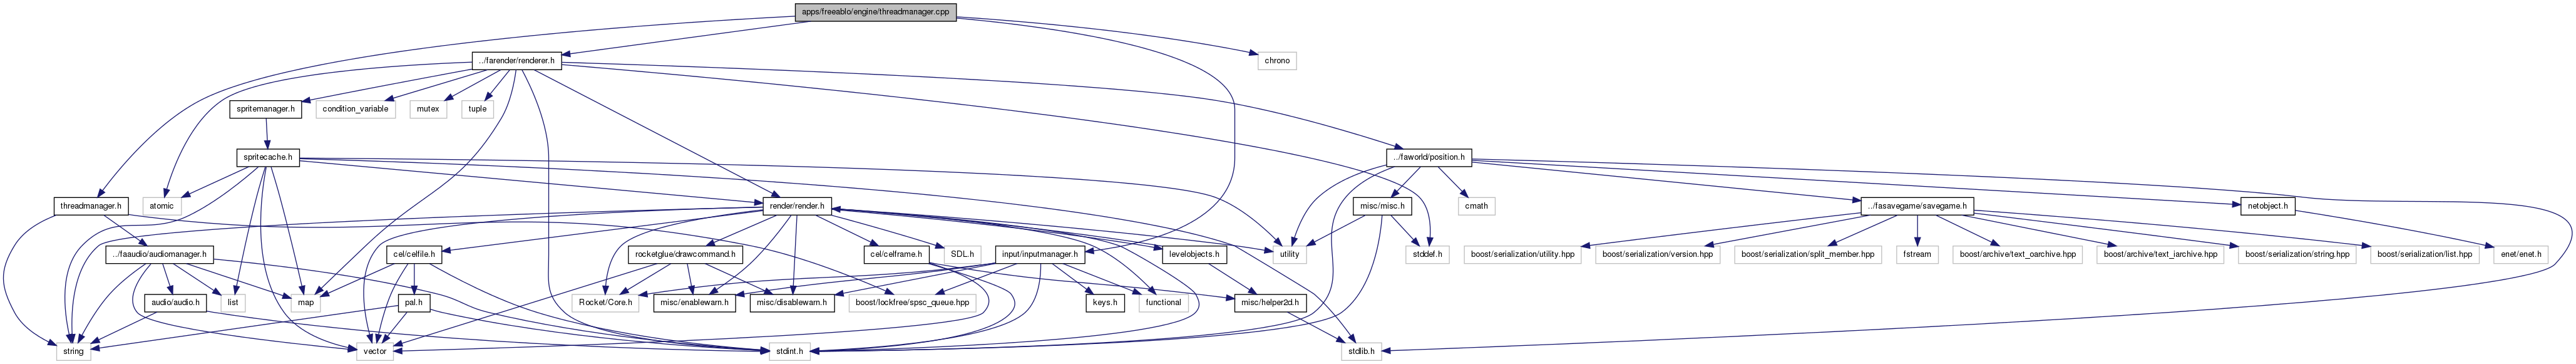 apps/freeablo/engine/threadmanager.cpp
../farender/renderer.h
chrono
spritemanager.h
condition_variable
mutex
tuple
spritecache.h
../faworld/position.h
threadmanager.h
atomic
render/render.h
misc/misc.h
cmath
../fasavegame/savegame.h
netobject.h
../faaudio/audiomanager.h
cel/celfile.h
rocketglue/drawcommand.h
cel/celframe.h
SDL.h
input/inputmanager.h
levelobjects.h
utility
stddef.h
boost/serialization/utility.hpp
boost/serialization/version.hpp
boost/serialization/split_member.hpp
fstream
boost/archive/text_oarchive.hpp
boost/archive/text_iarchive.hpp
boost/serialization/string.hpp
boost/serialization/list.hpp
enet/enet.h
audio/audio.h
list
map
pal.h
Rocket/Core.h
misc/enablewarn.h
misc/disablewarn.h
boost/lockfree/spsc_queue.hpp
keys.h
functional
misc/helper2d.h
string
vector
stdint.h
stdlib.h